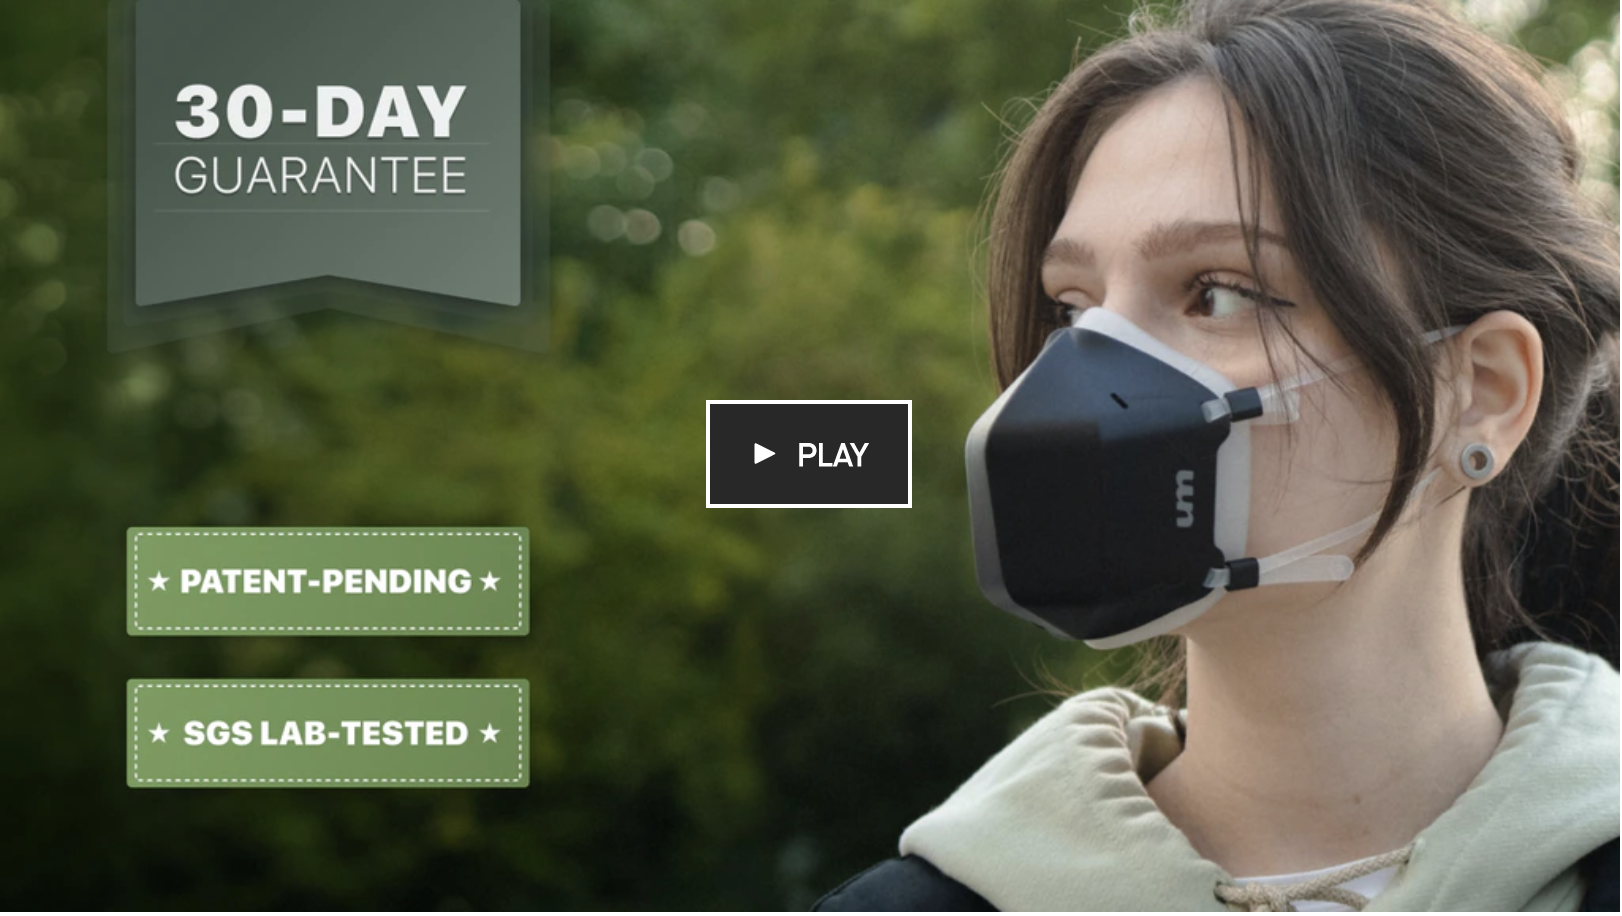 30-DAY
GUARANTEE
▶ PLAY
um
★ PATENT-PENDING ★
★ SGS LAB-TESTED ★